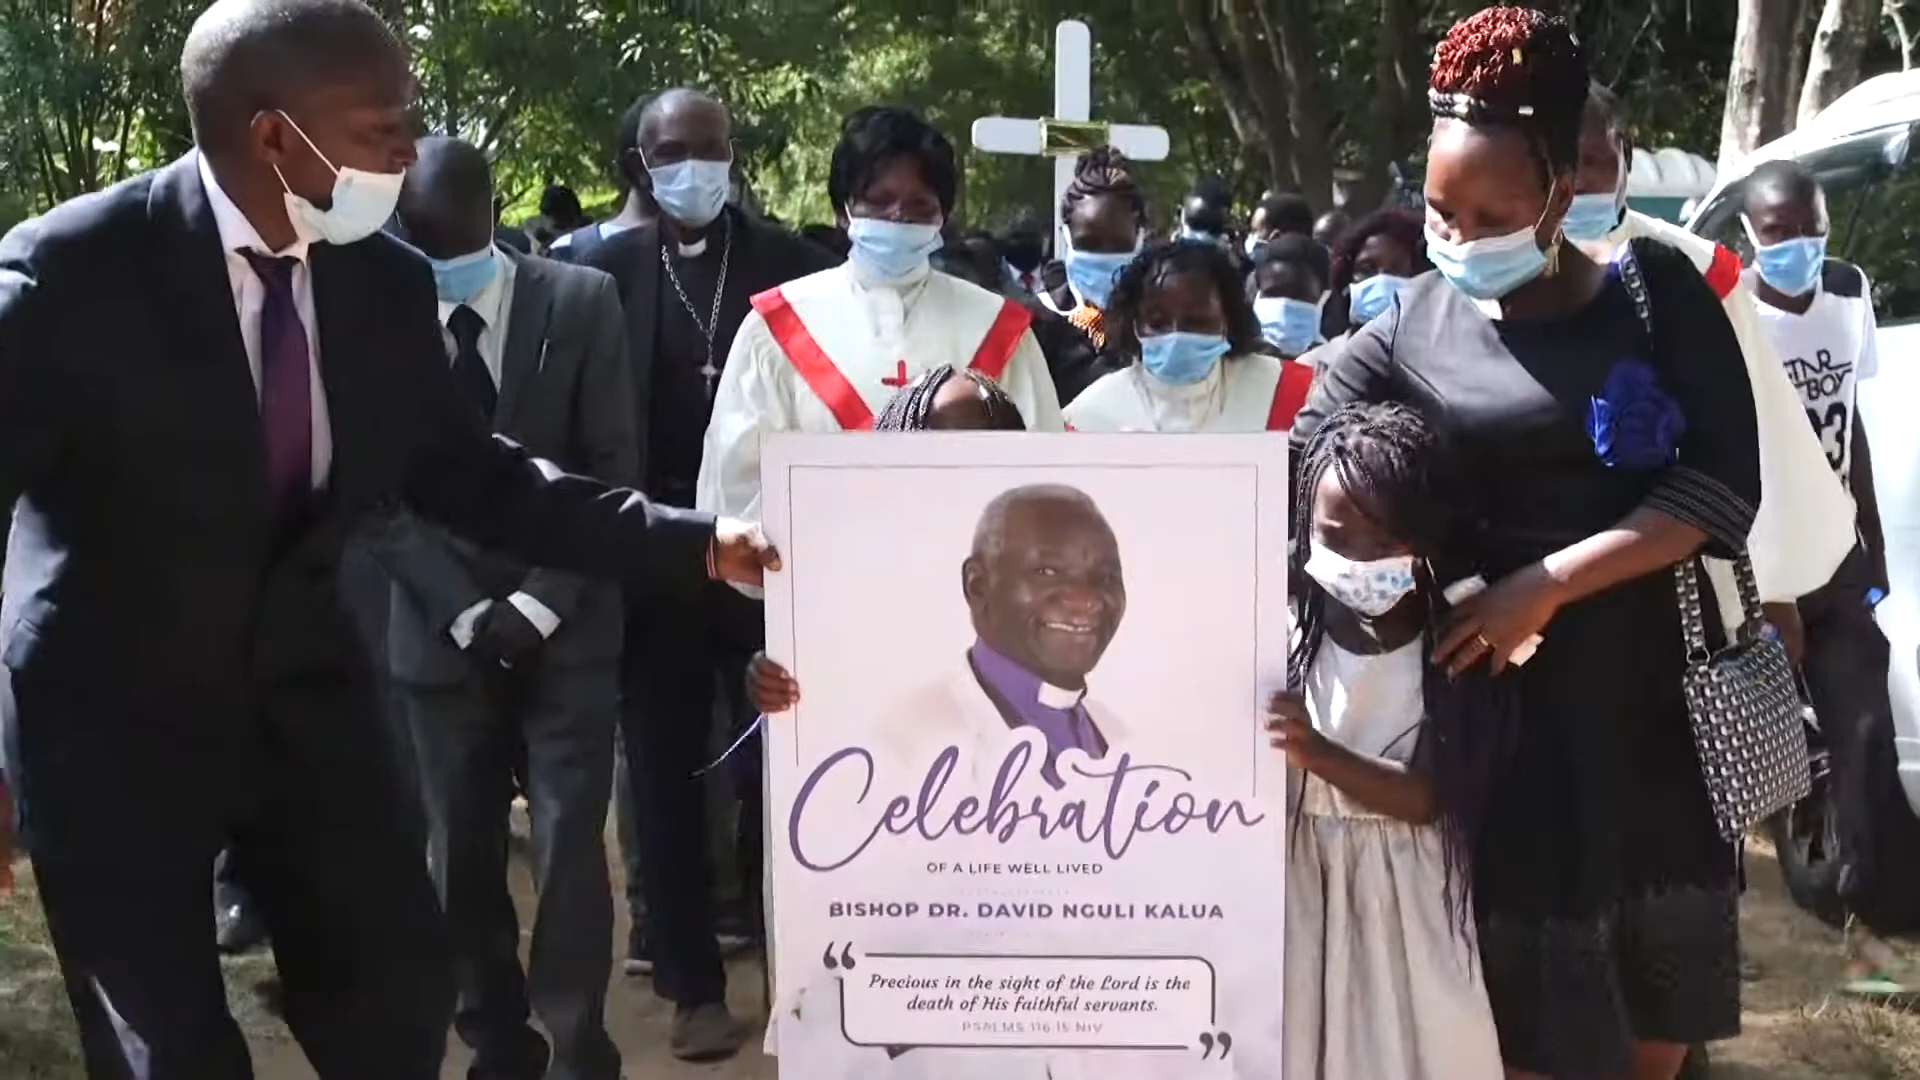 Celebration
OF A LIFE WELL LIVED
BISHOP DR. DAVID NGULI KALUA
“
Precious in the sight of the Lord is the
death of His faithful servants.
PSALMS 116:15 NIV
”
BOY